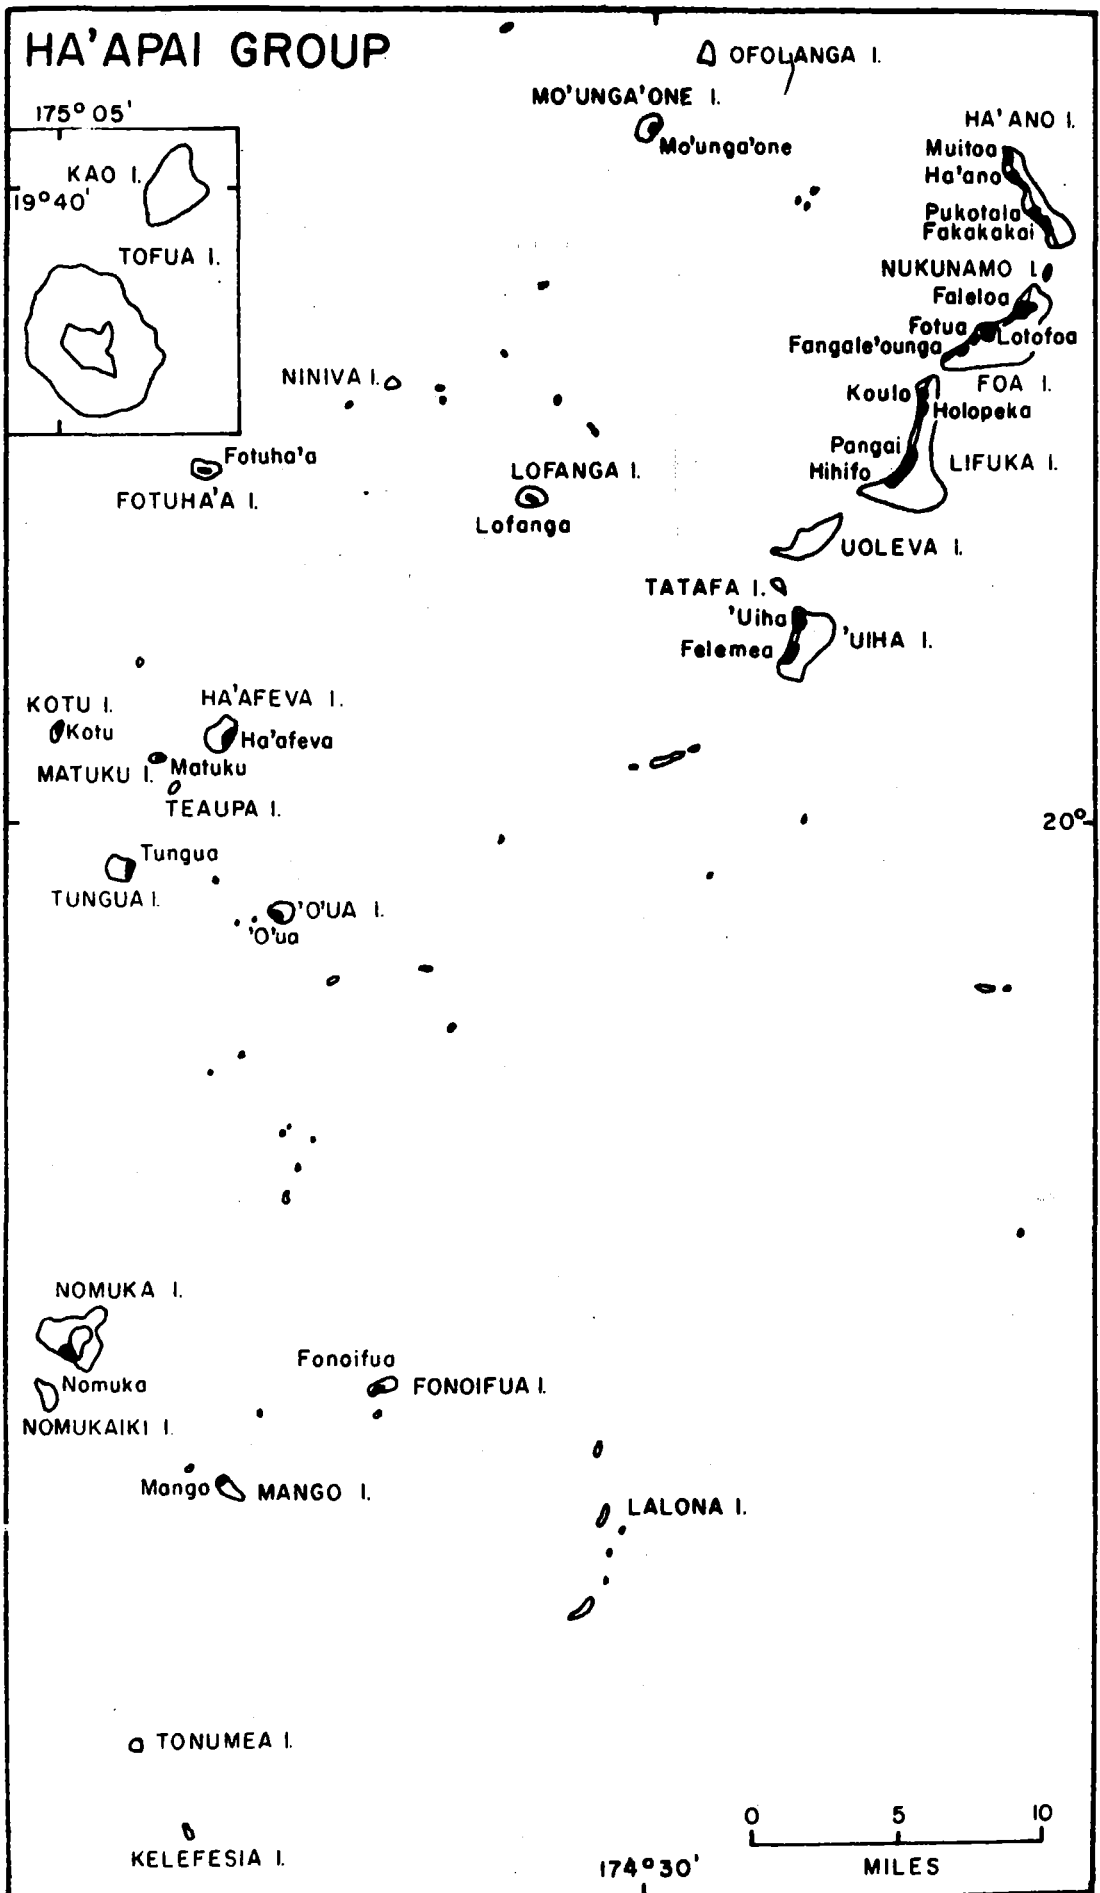 HA'APAI GROUP
OFOLANGA I.
MO'UNGA'ONE I.
Mo'unga'one
175° 05'
KAO I.
19°40'
TOFUA I.
HA'ANO I.
Muitoa
Ha'ano
Pukotala
Fakakakai
NUKUNAMO I.
Faleloa
Fotua
Lotofoa
Fangale'ounga
FOA I.
NINIVA I.
Koulo
Holopeka
Pangai
Hihifo
LIFUKA I.
Fotuha'a
FOTUHA'A I.
LOFANGA I.
Lofanga
UOLEVA I.
TATAFA I.
'Uiha
'UIHA I.
Felemea
KOTU I.
Kotu
HA'AFEVA I.
Ha'afeva
MATUKU I.
Matuku
TEAUPA I.
20°
Tungua
TUNGUA I.
'O'UA I.
'O'ua
NOMUKA I.
Nomuka
NOMUKAIKI I.
Fonoifua
FONOIFUA I.
Mango
MANGO I.
LALONA I.
TONUMEA I.
KELEFESIA I.
0 5 10
MILES
174°30'